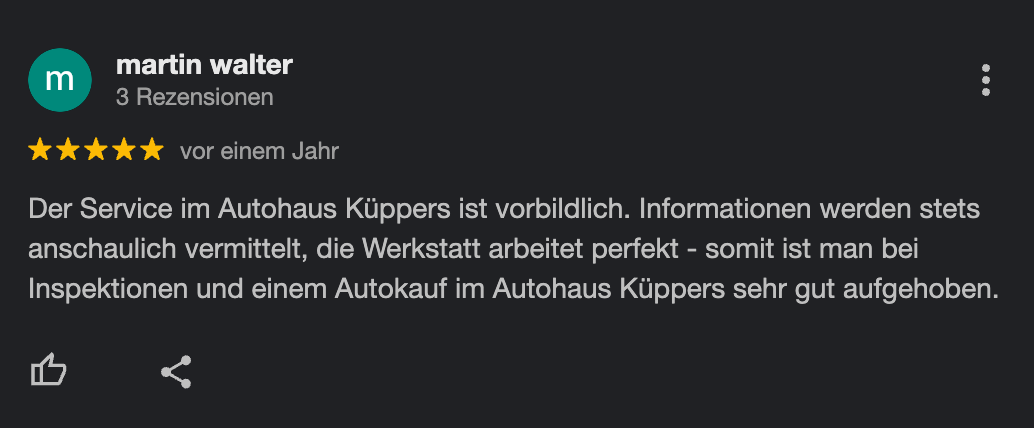 m
martin walter
3 Rezensionen
vor einem Jahr
Der Service im Autohaus Küppers ist vorbildlich. Informationen werden stets
anschaulich vermittelt, die Werkstatt arbeitet perfekt - somit ist man bei
Inspektionen und einem Autokauf im Autohaus Küppers sehr gut aufgehoben.